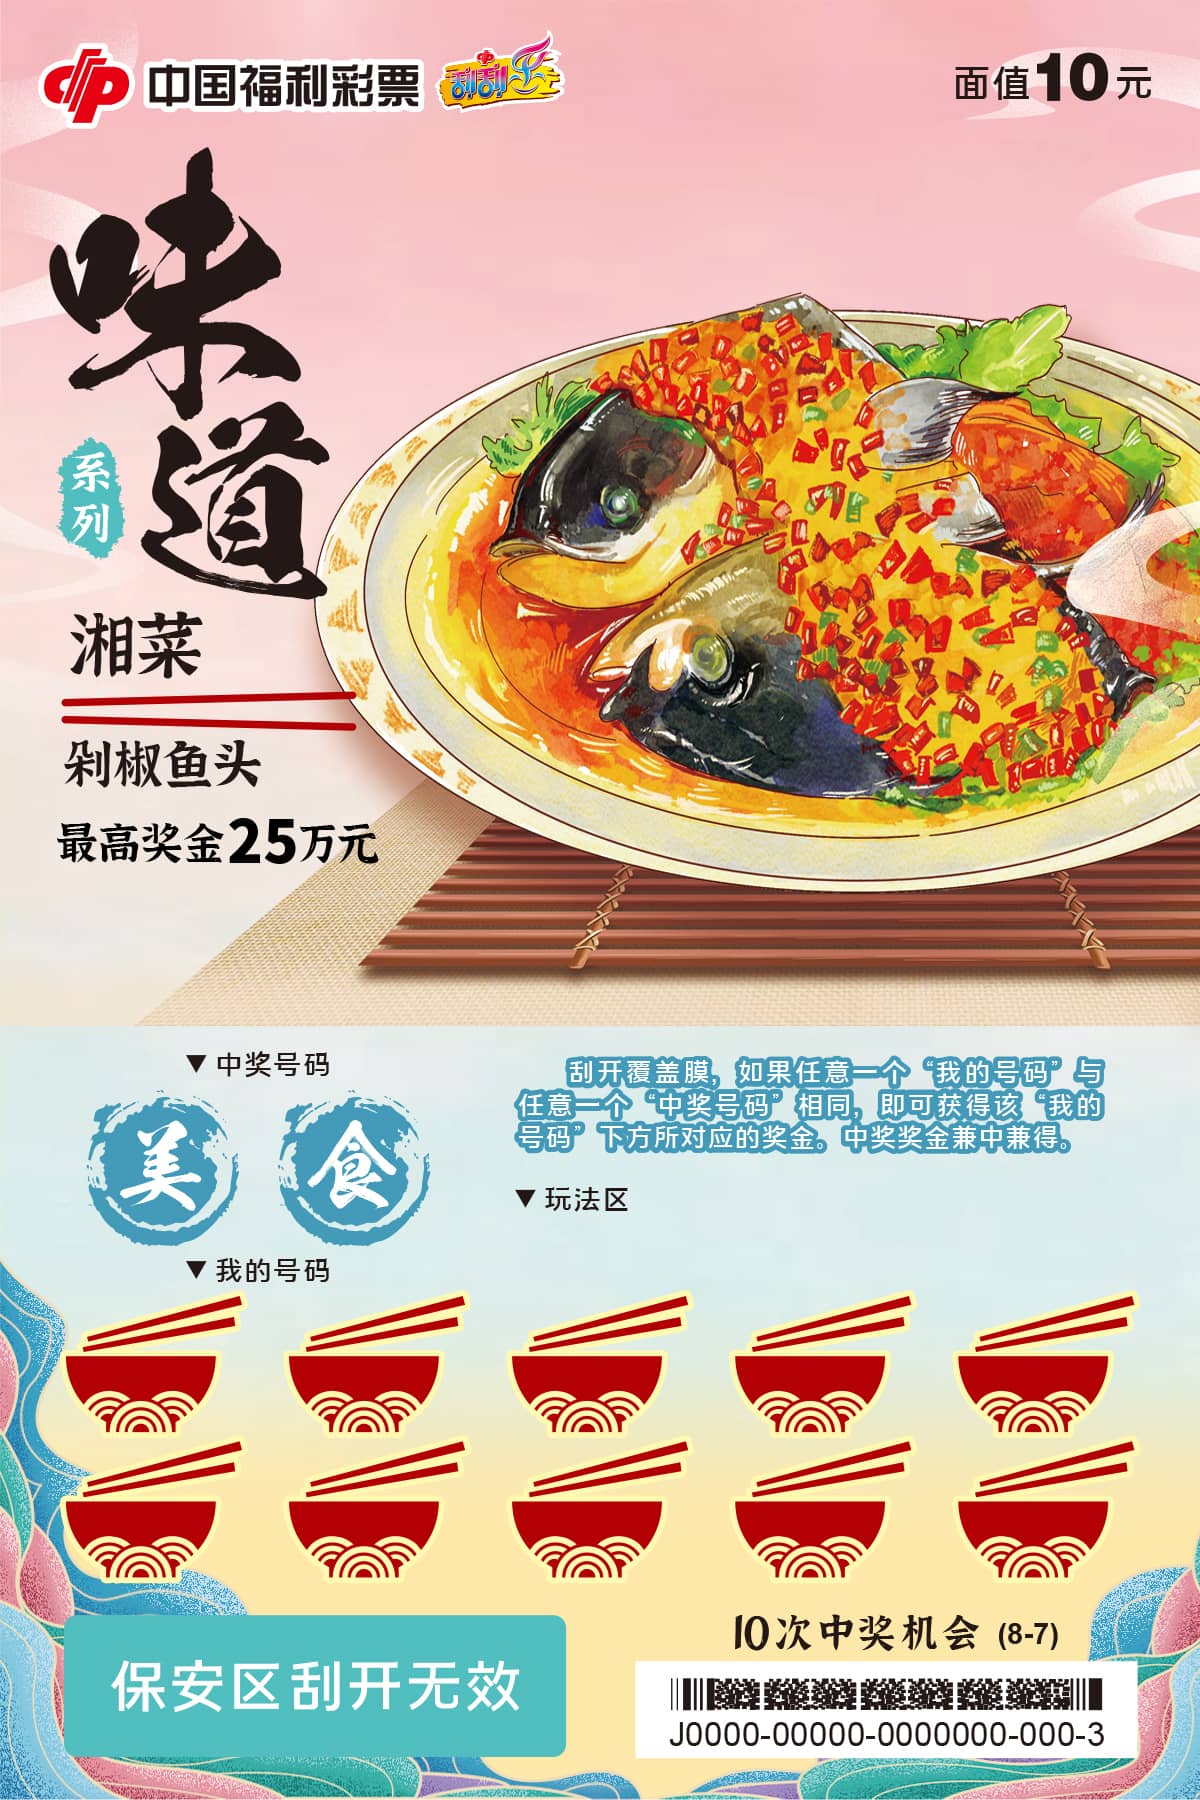 中国福利彩票 刮刮乐
面值10元
味道
系列
湘菜
剁椒鱼头
最高奖金25万元
▼中奖号码
美 食
刮开覆盖膜，如果任意一个“我的号码”与
任意一个“中奖号码”相同，即可获得该“我的
号码”下方所对应的奖金。中奖奖金兼中兼得。
▼玩法区
▼我的号码
10次中奖机会 (8-7)
保安区刮开无效
J0000-00000-0000000-000-3